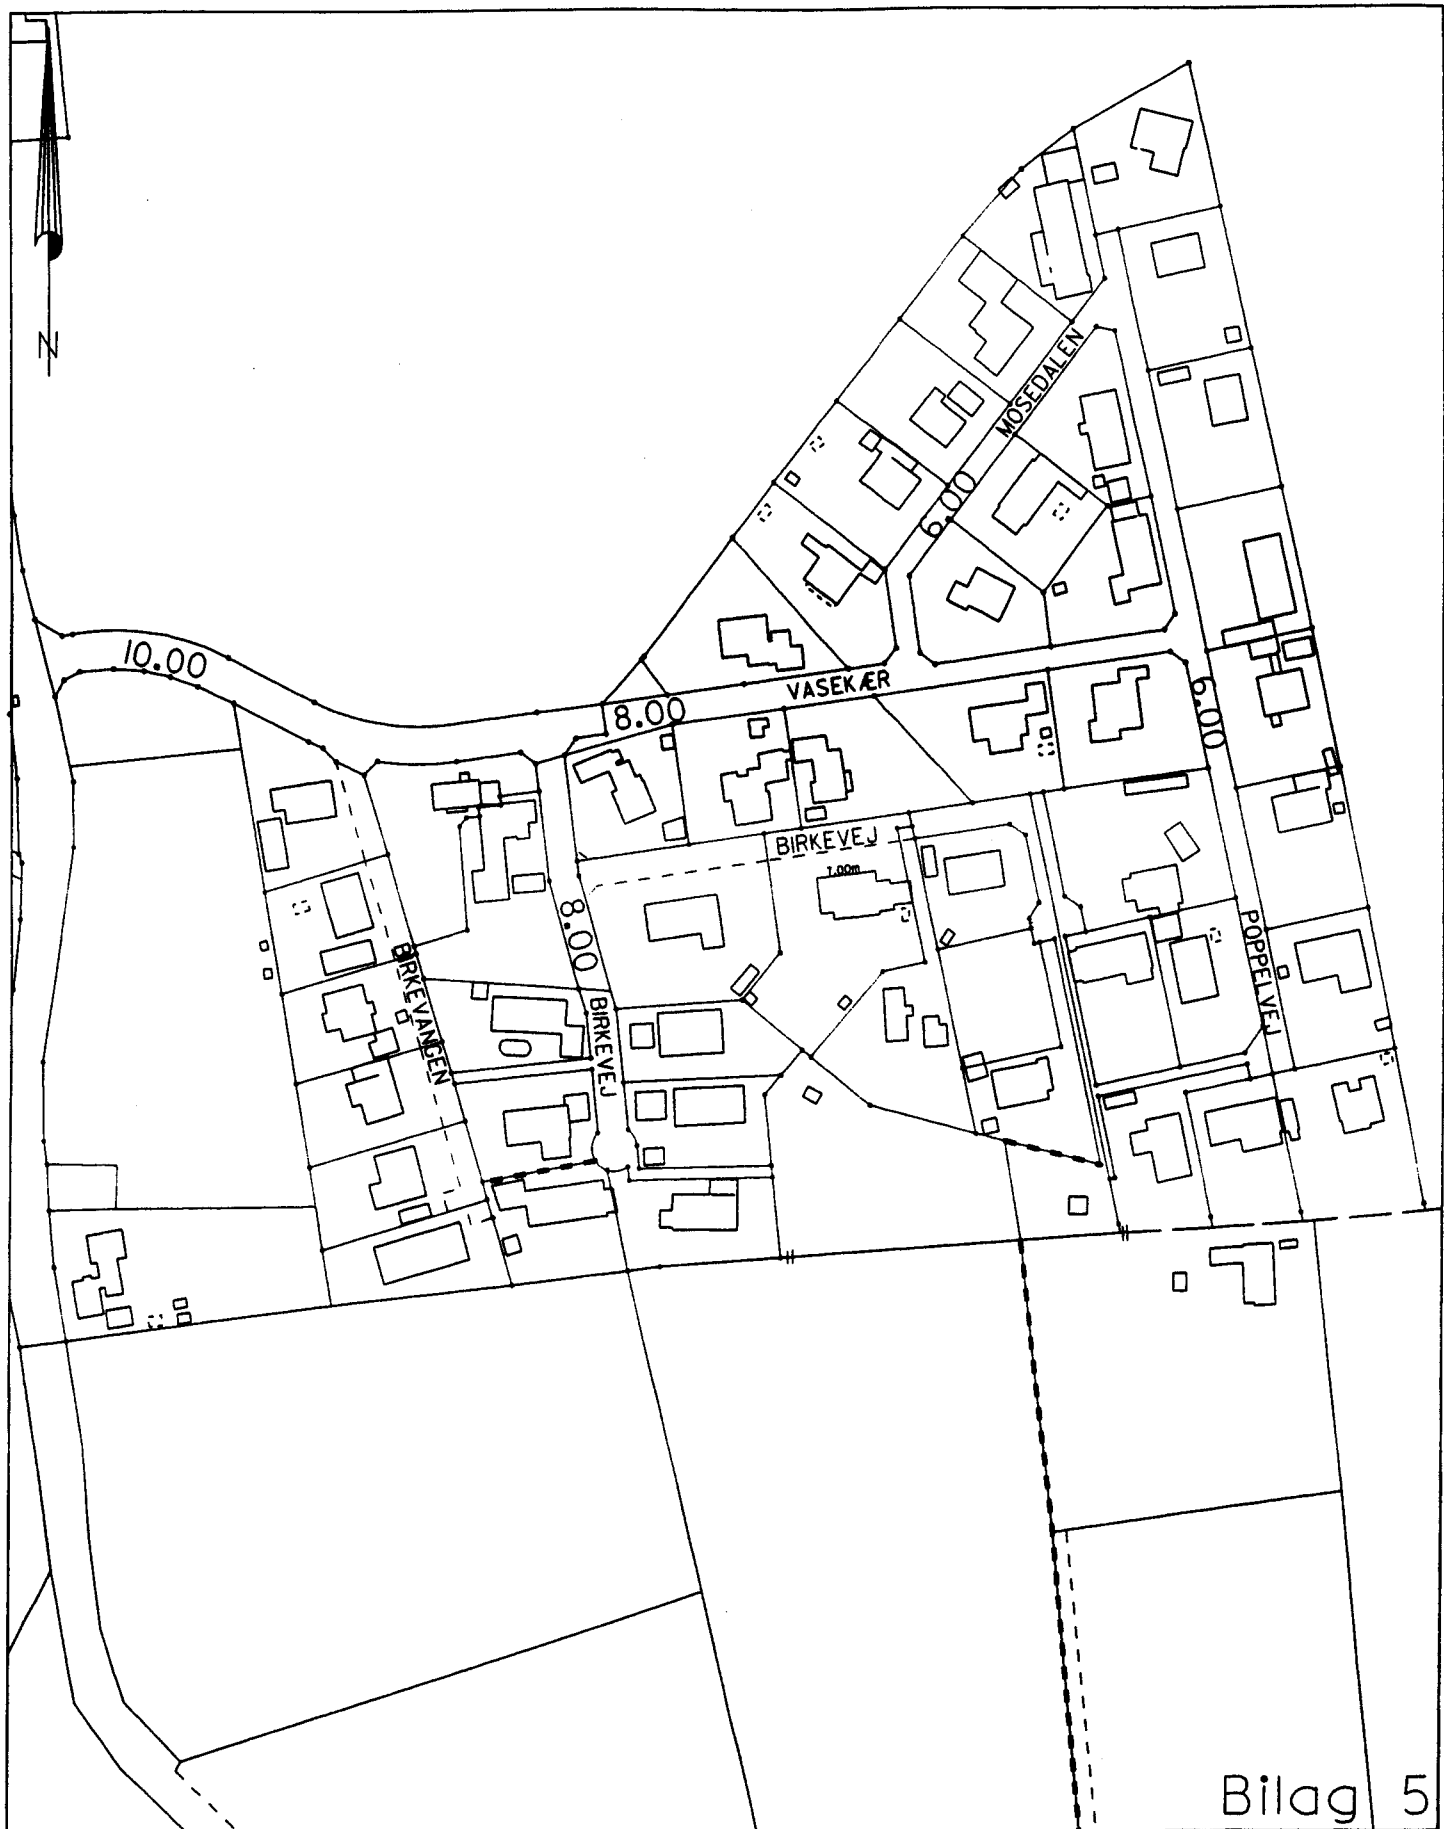 N
MOSEDALEN
6.00
10.00
VASEKÆR
8.00
6.00
BIRKEVEJ
7.00m
8.00
POPPELVEJ
BIRKEVANGEN
BIRKEVEJ
Bilag 5